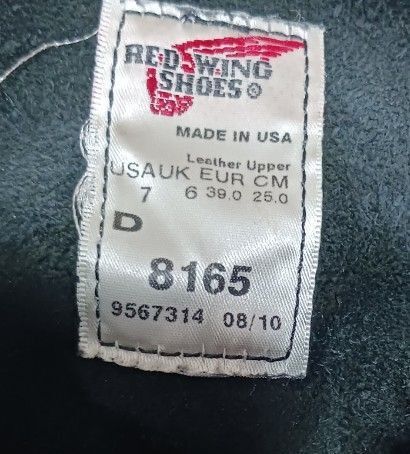 RED WING
SHOES®
MADE IN USA
Leather Upper
USA UK EUR CM
7 6 39.0 25.0
D
8165
9567314 08/10